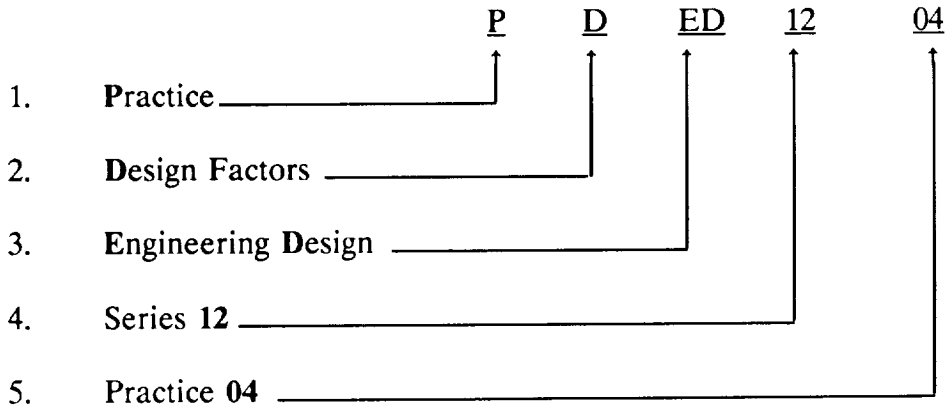 P D ED 12 04
1. Practice
2. Design Factors
3. Engineering Design
4. Series 12
5. Practice 04